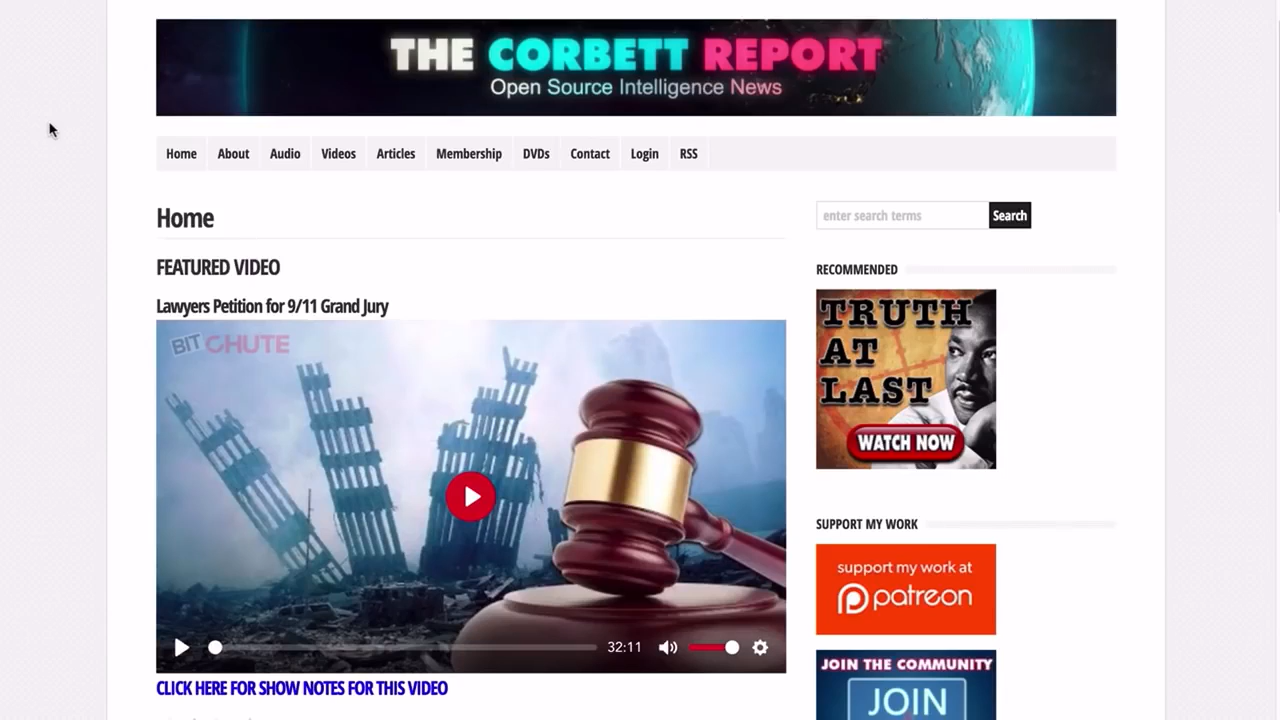 THE CORBETT REPORT
Open Source Intelligence News
Home About Audio Videos Articles Membership DVDs Contact Login RSS
Home
enter search terms Search
FEATURED VIDEO
RECOMMENDED
Lawyers Petition for 9/11 Grand Jury
BIT CHUTE
TRUTH
AT
LAST
WATCH NOW
SUPPORT MY WORK
support my work at
patreon
32:11
JOIN THE COMMUNITY
JOIN
CLICK HERE FOR SHOW NOTES FOR THIS VIDEO